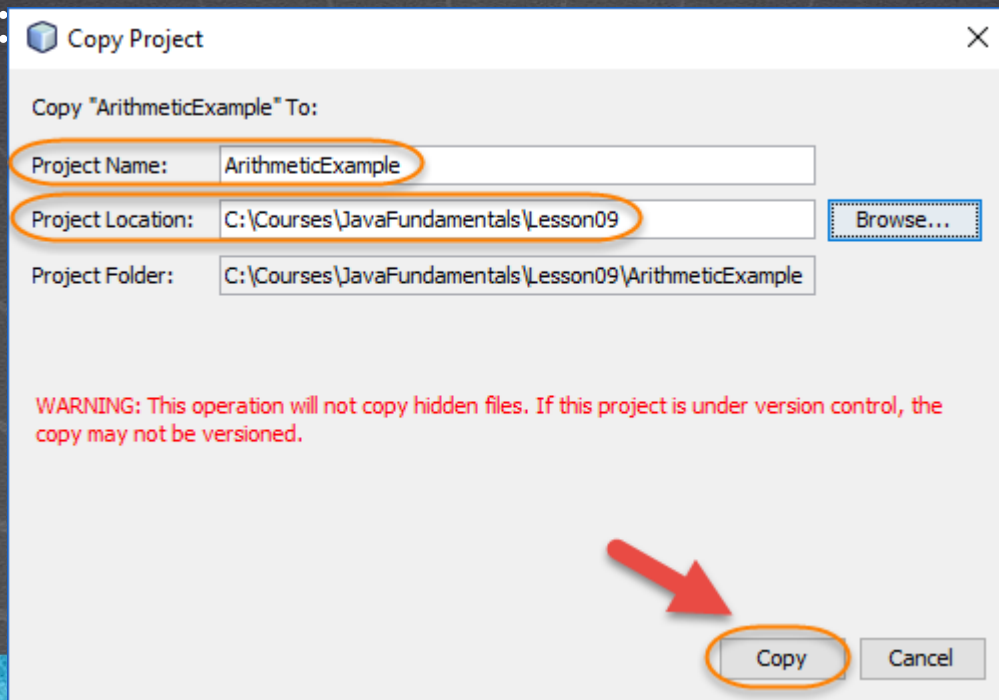 Copy Project
Copy "ArithmeticExample" To:
Project Name: ArithmeticExample
Project Location: C:\Courses\JavaFundamentals\Lesson09 Browse...
Project Folder: C:\Courses\JavaFundamentals\Lesson09\ArithmeticExample
WARNING: This operation will not copy hidden files. If this project is under version control, the
copy may not be versioned.
Copy Cancel